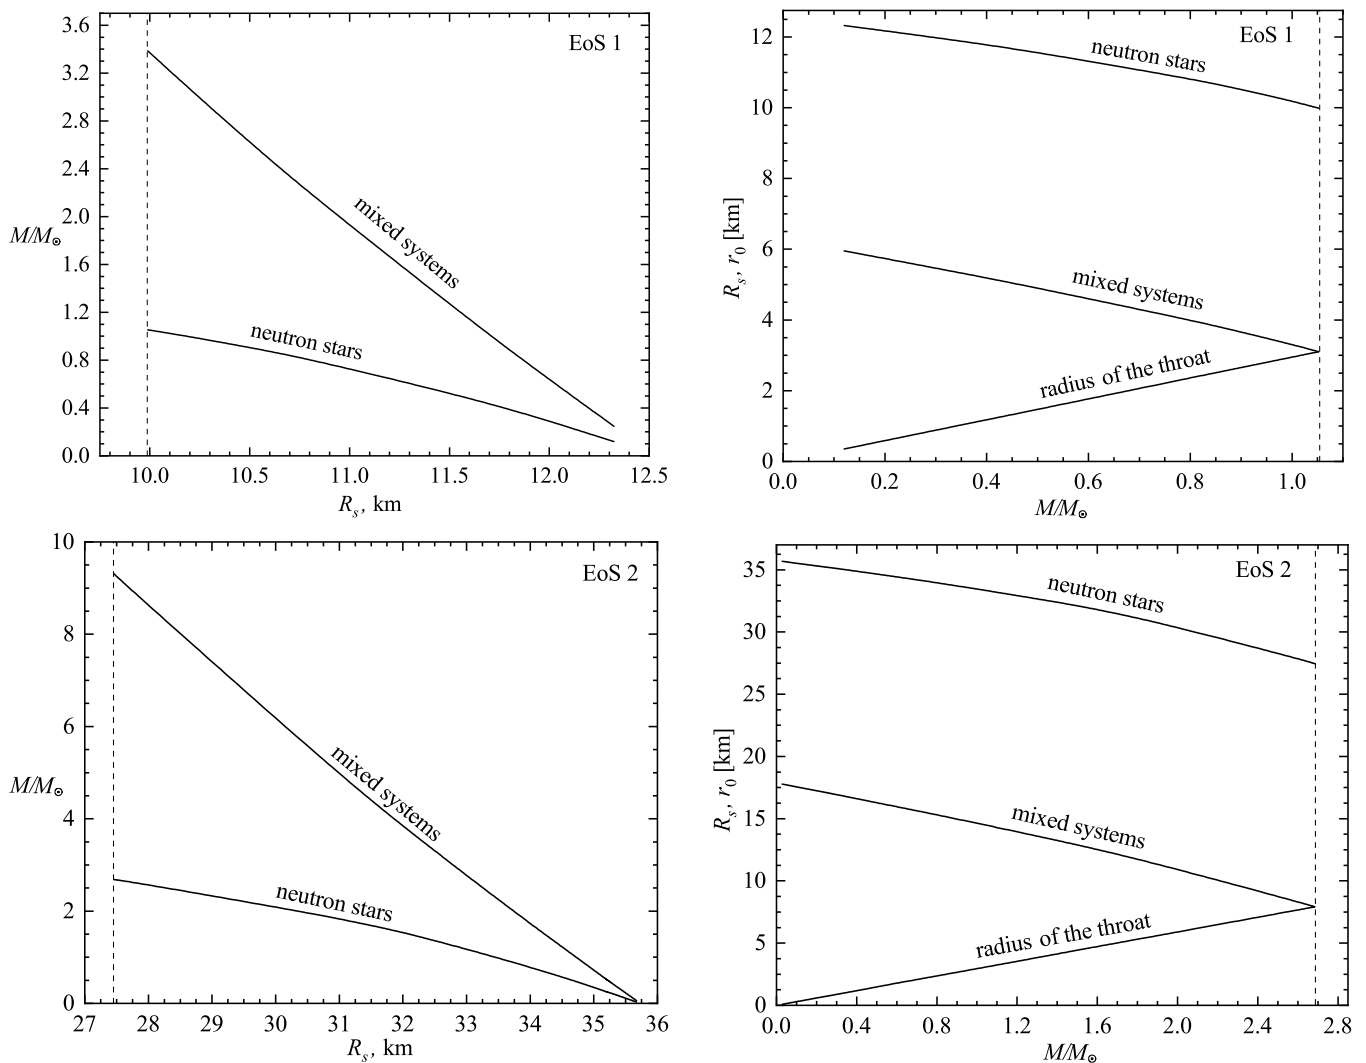 3.6
3.2
2.8
2.4
2.0
1.6
1.2
0.8
0.4
0.0
M/M☉
EoS 1
mixed systems
neutron stars
10.0 10.5 11.0 11.5 12.0 12.5
Rs, km
12
10
8
6
4
2
0
Rs, r0 [km]
EoS 1
neutron stars
mixed systems
radius of the throat
0.0 0.2 0.4 0.6 0.8 1.0
M/M☉
10
8
6
4
2
0
M/M☉
EoS 2
mixed systems
neutron stars
27 28 29 30 31 32 33 34 35 36
Rs, km
35
30
25
20
15
10
5
0
Rs, r0 [km]
EoS 2
neutron stars
mixed systems
radius of the throat
0.0 0.4 0.8 1.2 1.6 2.0 2.4 2.8
M/M☉